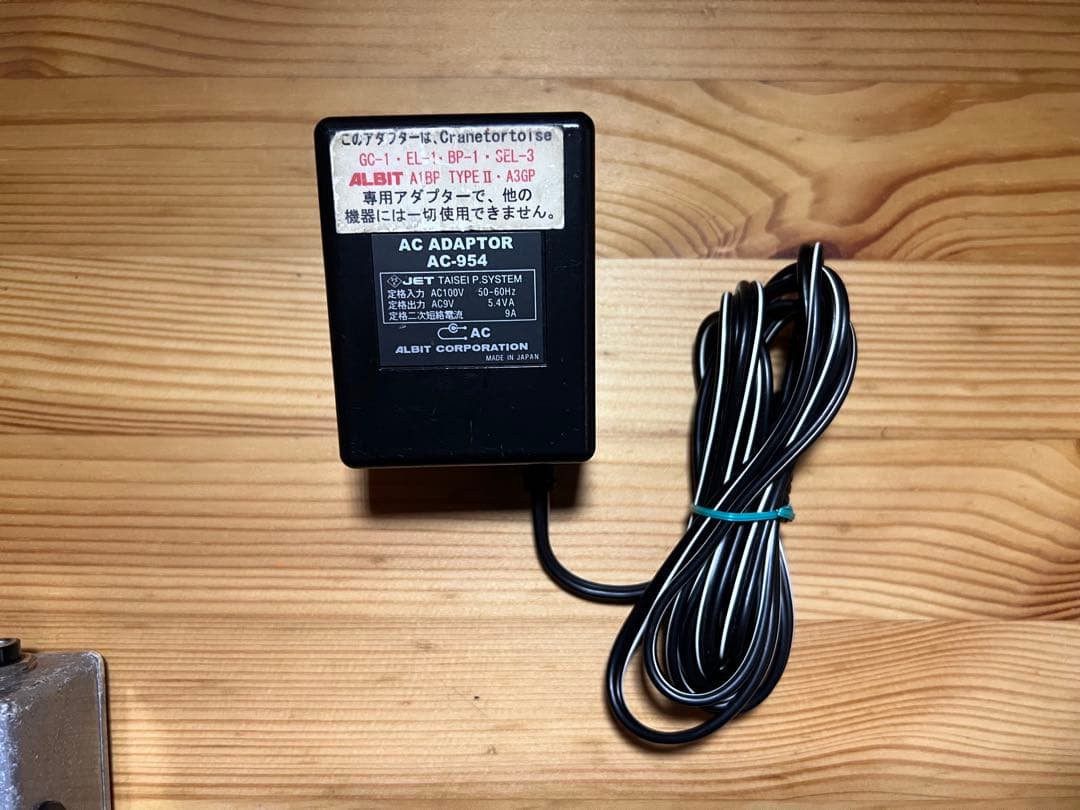 このアダプターは、Cranetortoise
GC-1・EL-1・BP-1・SEL-3
ALBIT A1BP TYPEⅡ・A3GP
専用アダプターで、他の
機器には一切使用できません。
AC ADAPTOR
AC-954
JET TAISEI P.SYSTEM
定格入力 AC100V 50-60Hz
定格出力 AC9V 5.4VA
定格二次短絡電流 9A
AC
ALBIT CORPORATION
MADE IN JAPAN